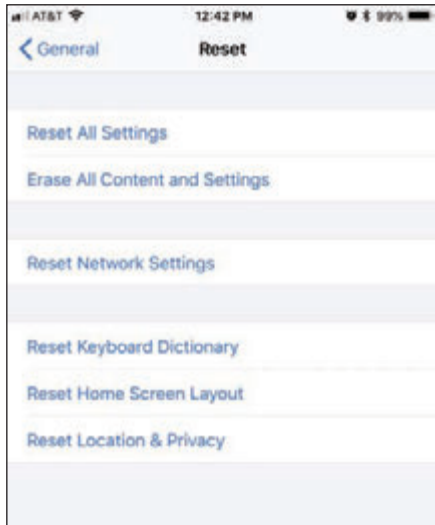 AT&T 12:42 PM 99%
General Reset
Reset All Settings
Erase All Content and Settings
Reset Network Settings
Reset Keyboard Dictionary
Reset Home Screen Layout
Reset Location & Privacy